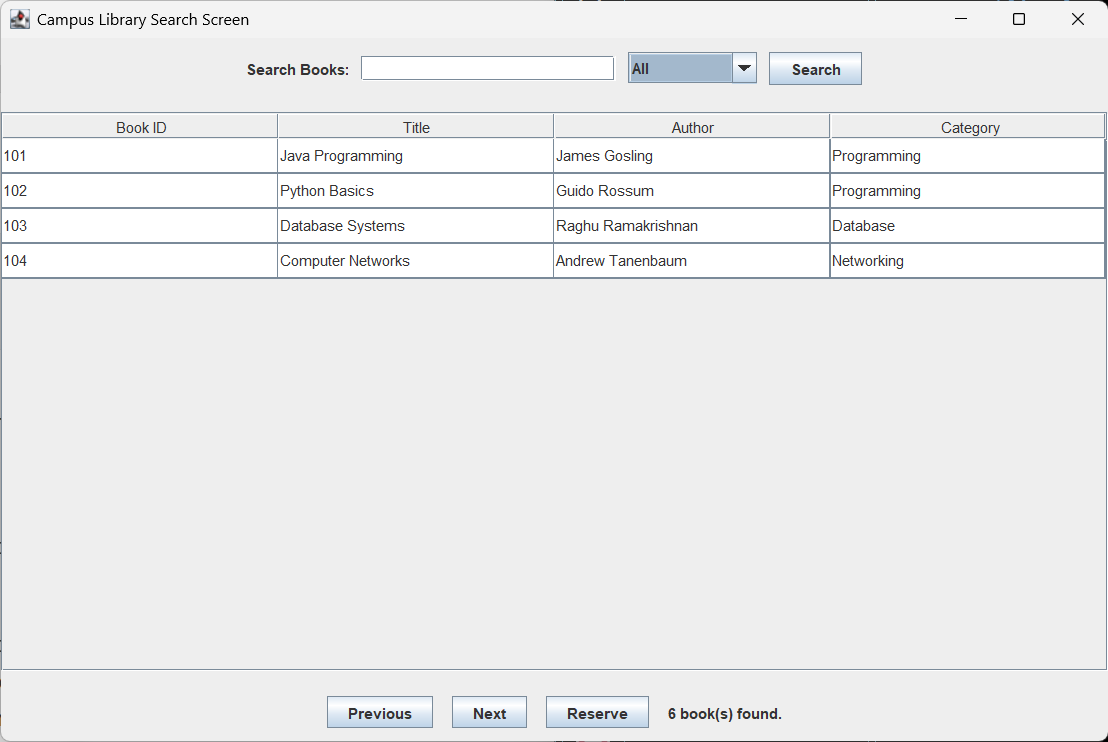 Campus Library Search Screen
Search Books: All Search
Book ID Title Author Category
101 Java Programming James Gosling Programming
102 Python Basics Guido Rossum Programming
103 Database Systems Raghu Ramakrishnan Database
104 Computer Networks Andrew Tanenbaum Networking
Previous Next Reserve 6 book(s) found.